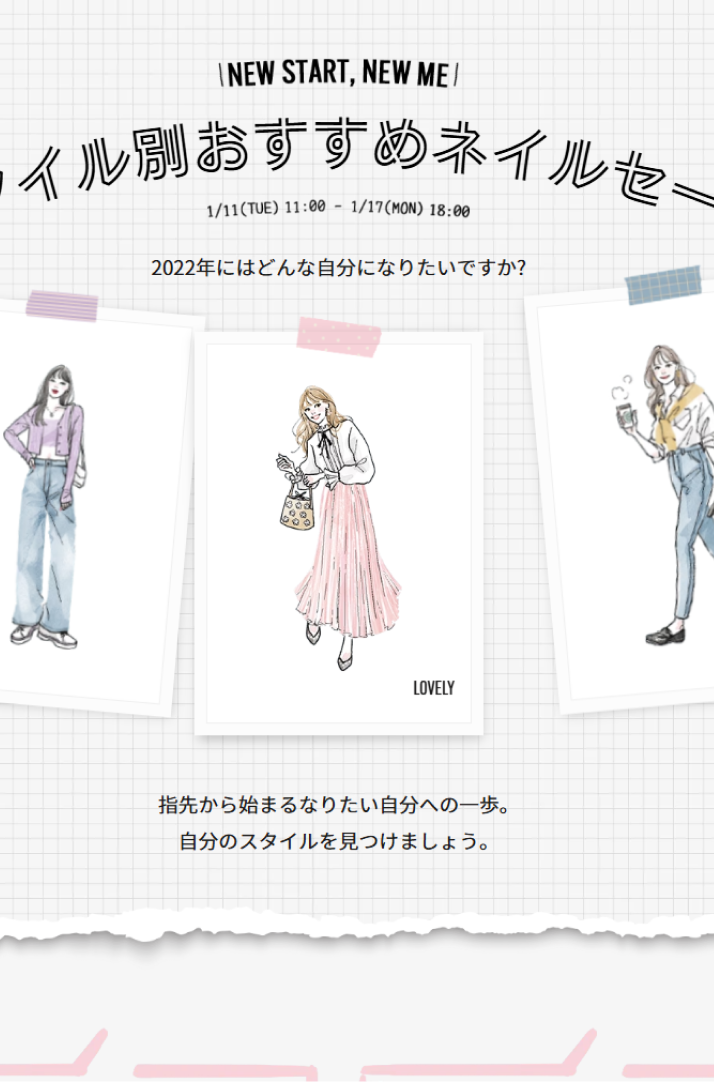 NEW START, NEW ME
イル別おすすめネイルセー
1/11(TUE) 11:00 - 1/17(MON) 18:00
2022年にはどんな自分になりたいですか?
LOVELY
指先から始まるなりたい自分への一歩。
自分のスタイルを見つけましょう。